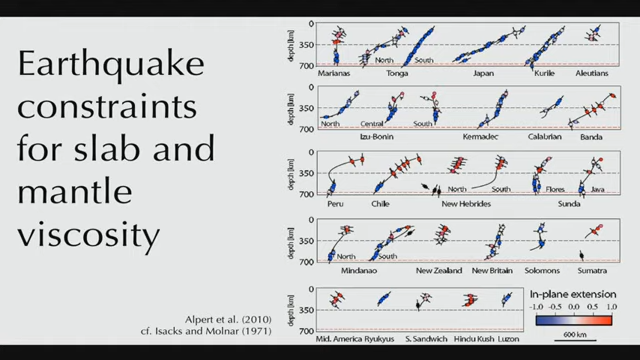 Earthquake
constraints
for slab and
mantle
viscosity
Alpert et al. (2010)
cf. Isacks and Molnar (1971)
depth [km]
0
350
700
Marianas
North
Tonga
South
Japan
Kurile
Aleutians
depth [km]
0
350
700
North
Central
South
Izu-Bonin
Kermadec
Calabrian
Banda
depth [km]
0
350
700
Peru
Chile
North
South
New Hebrides
Flores
Java
Sunda
depth [km]
0
350
700
North
South
Mindanao
New Zealand
New Britain
Solomons
Sumatra
depth [km]
0
350
700
Mid. America
Ryukyus
S. Sandwich
Hindu Kush
Luzon
In-plane extension
-1.0 -0.5 0.0 0.5 1.0
600 km